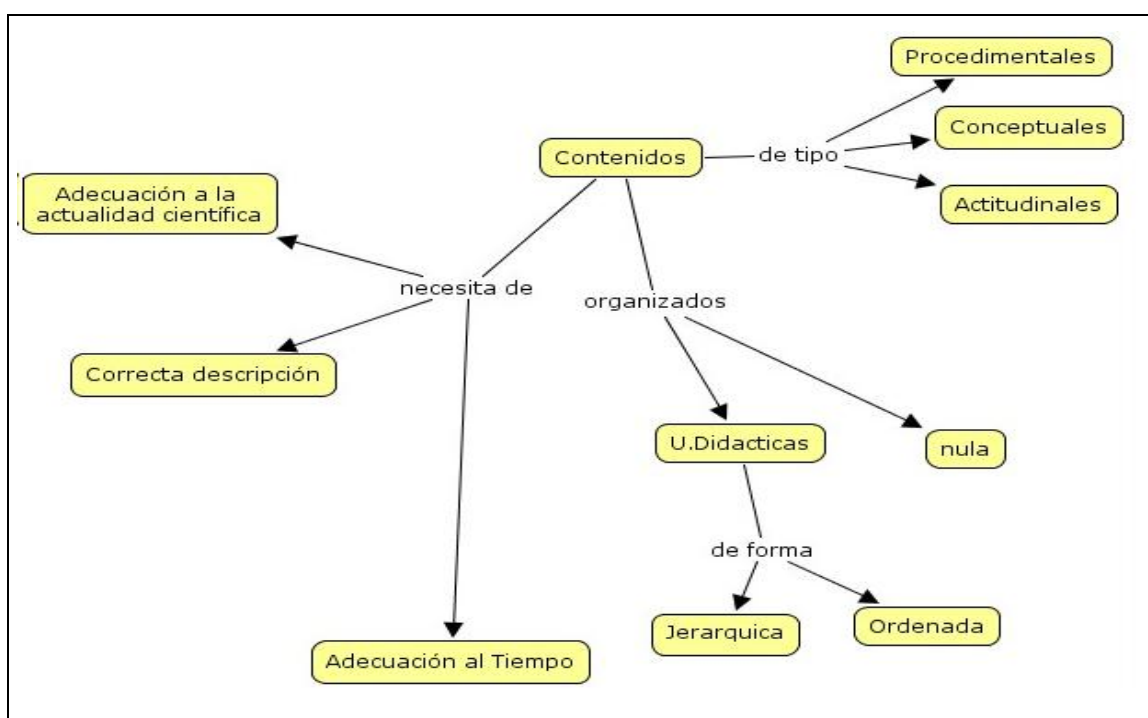 Procedimentales
Conceptuales
Contenidos
de tipo
Adecuación a la
actualidad científica
Actitudinales
necesita de
organizados
Correcta descripción
U.Didacticas
nula
de forma
Jerarquica
Ordenada
Adecuación al Tiempo